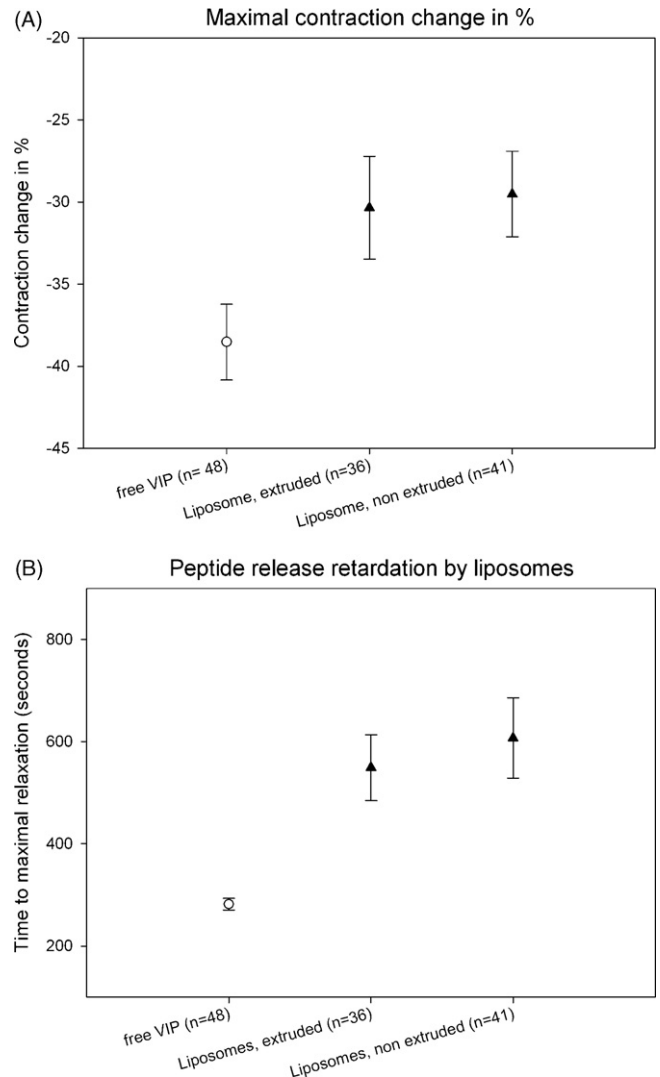 (A)
Maximal contraction change in %
Contraction change in %
-20
-25
-30
-35
-40
-45
free VIP (n= 48)
Liposome, extruded (n=36)
Liposome, non extruded (n=41)
(B)
Peptide release retardation by liposomes
Time to maximal relaxation (seconds)
800
600
400
200
free VIP (n=48)
Liposomes, extruded (n=36)
Liposomes, non extruded (n=41)